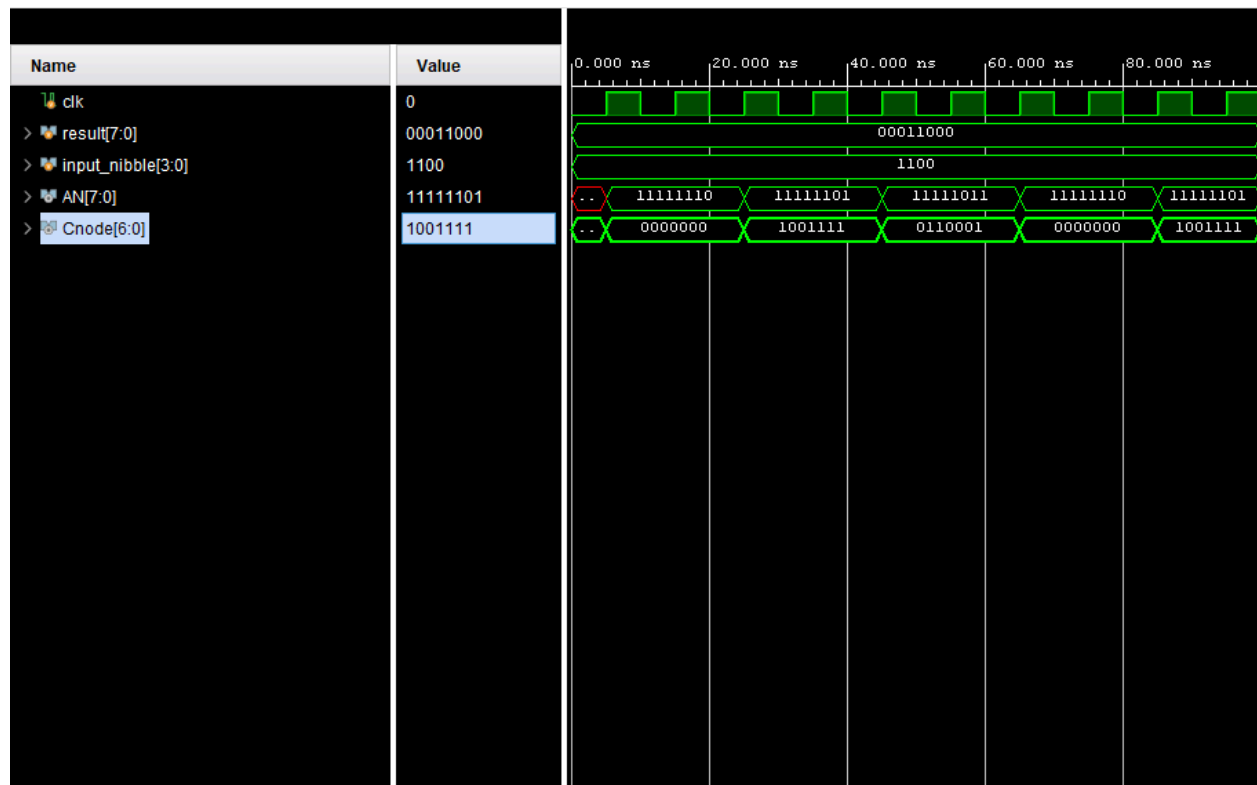 Name Value 0.000 ns 20.000 ns 40.000 ns 60.000 ns 80.000 ns
clk 0
> result[7:0] 00011000 00011000
> input_nibble[3:0] 1100 1100
> AN[7:0] 11111101 .. 11111110 11111101 11111011 11111110 11111101
> Cnode[6:0] 1001111 .. 0000000 1001111 0110001 0000000 1001111